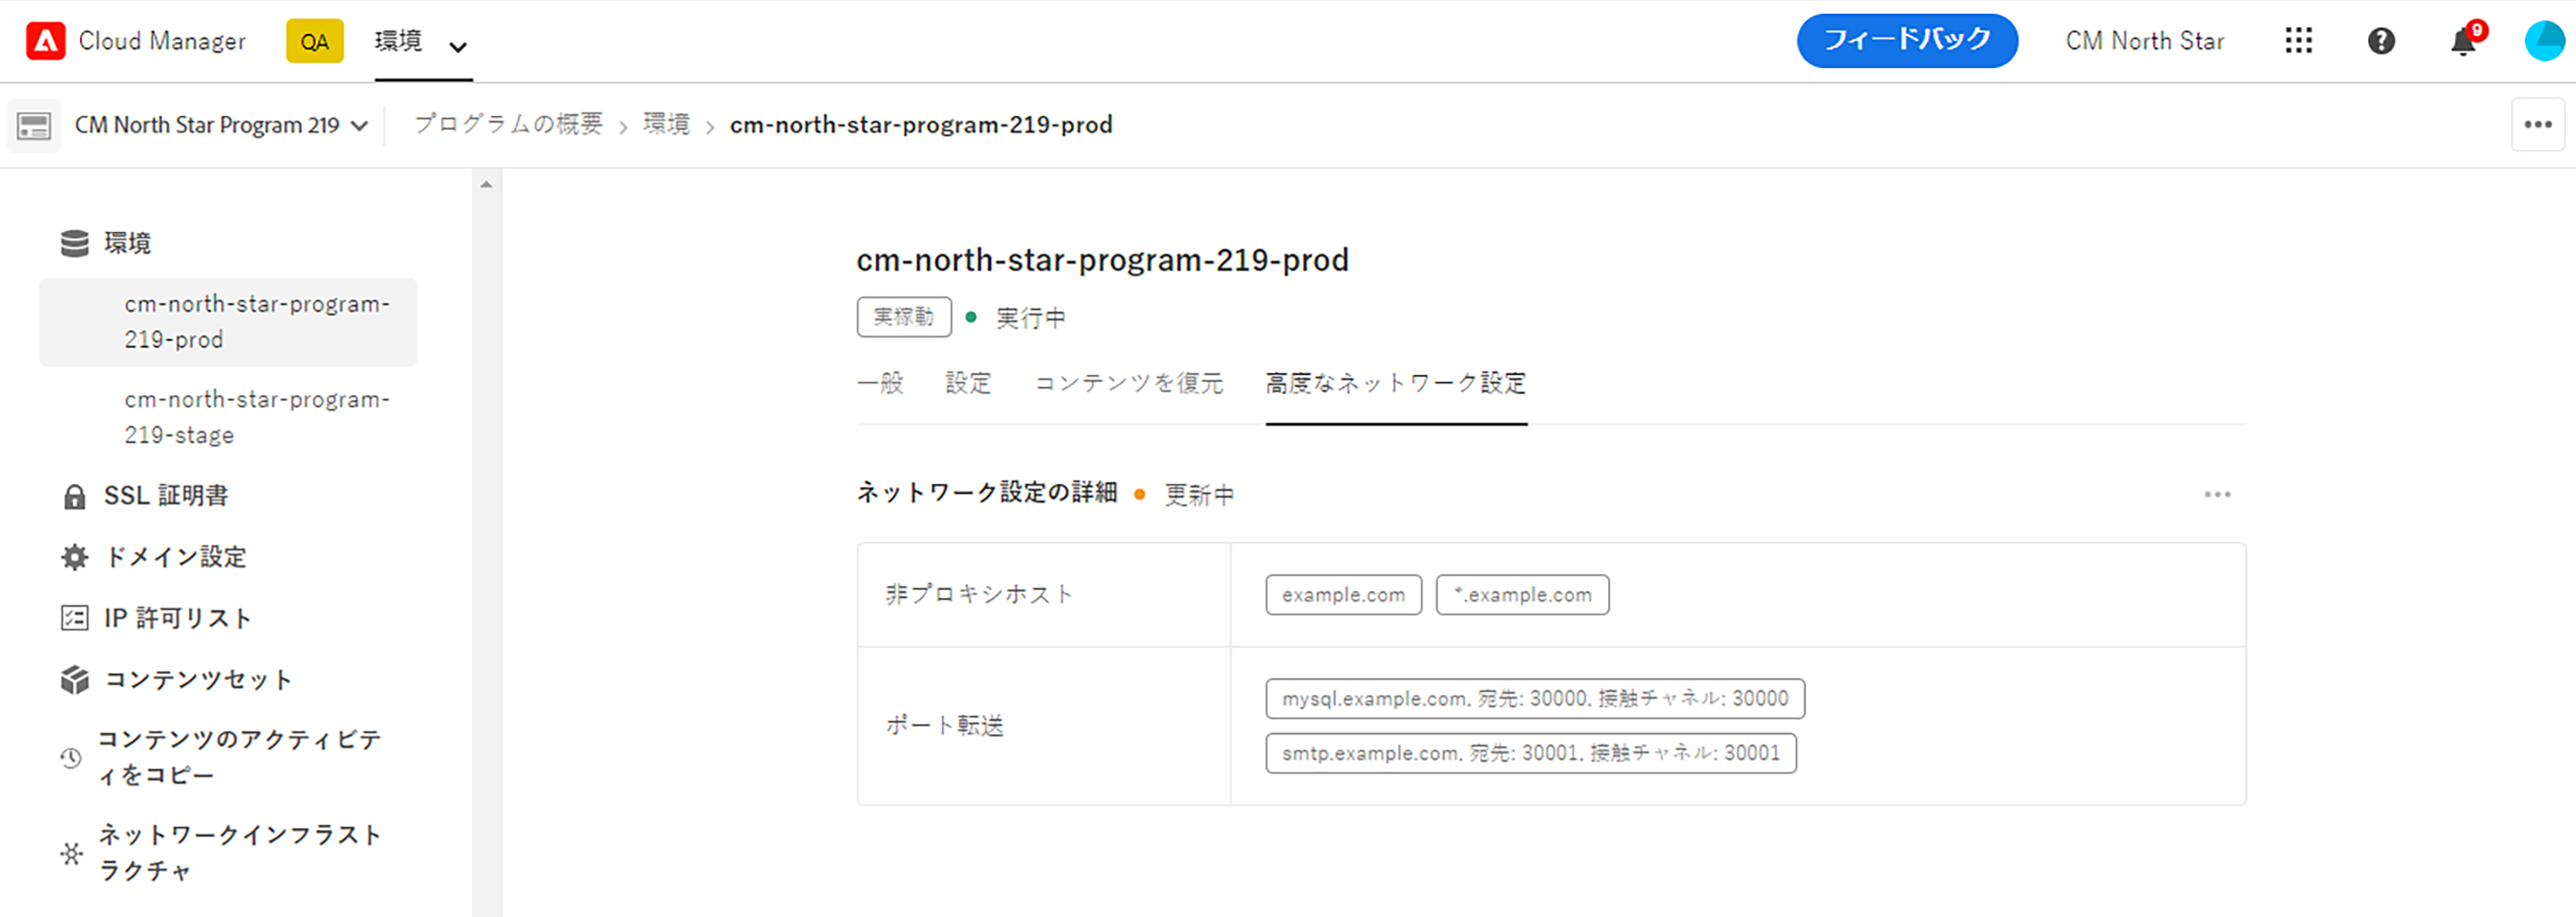 Cloud Manager QA 環境 フィードバック CM North Star 9
CM North Star Program 219 プログラムの概要 > 環境 > cm-north-star-program-219-prod
環境
cm-north-star-program-
219-prod
cm-north-star-program-
219-stage
SSL 証明書
ドメイン設定
IP 許可リスト
コンテンツセット
コンテンツのアクティビテ
ィをコピー
ネットワークインフラスト
ラクチャ
cm-north-star-program-219-prod
実稼動 実行中
一般 設定 コンテンツを復元 高度なネットワーク設定
ネットワーク設定の詳細 更新中
非プロキシホスト example.com *.example.com
ポート転送
mysql.example.com, 宛先: 30000, 接触チャネル: 30000
smtp.example.com, 宛先: 30001, 接触チャネル: 30001